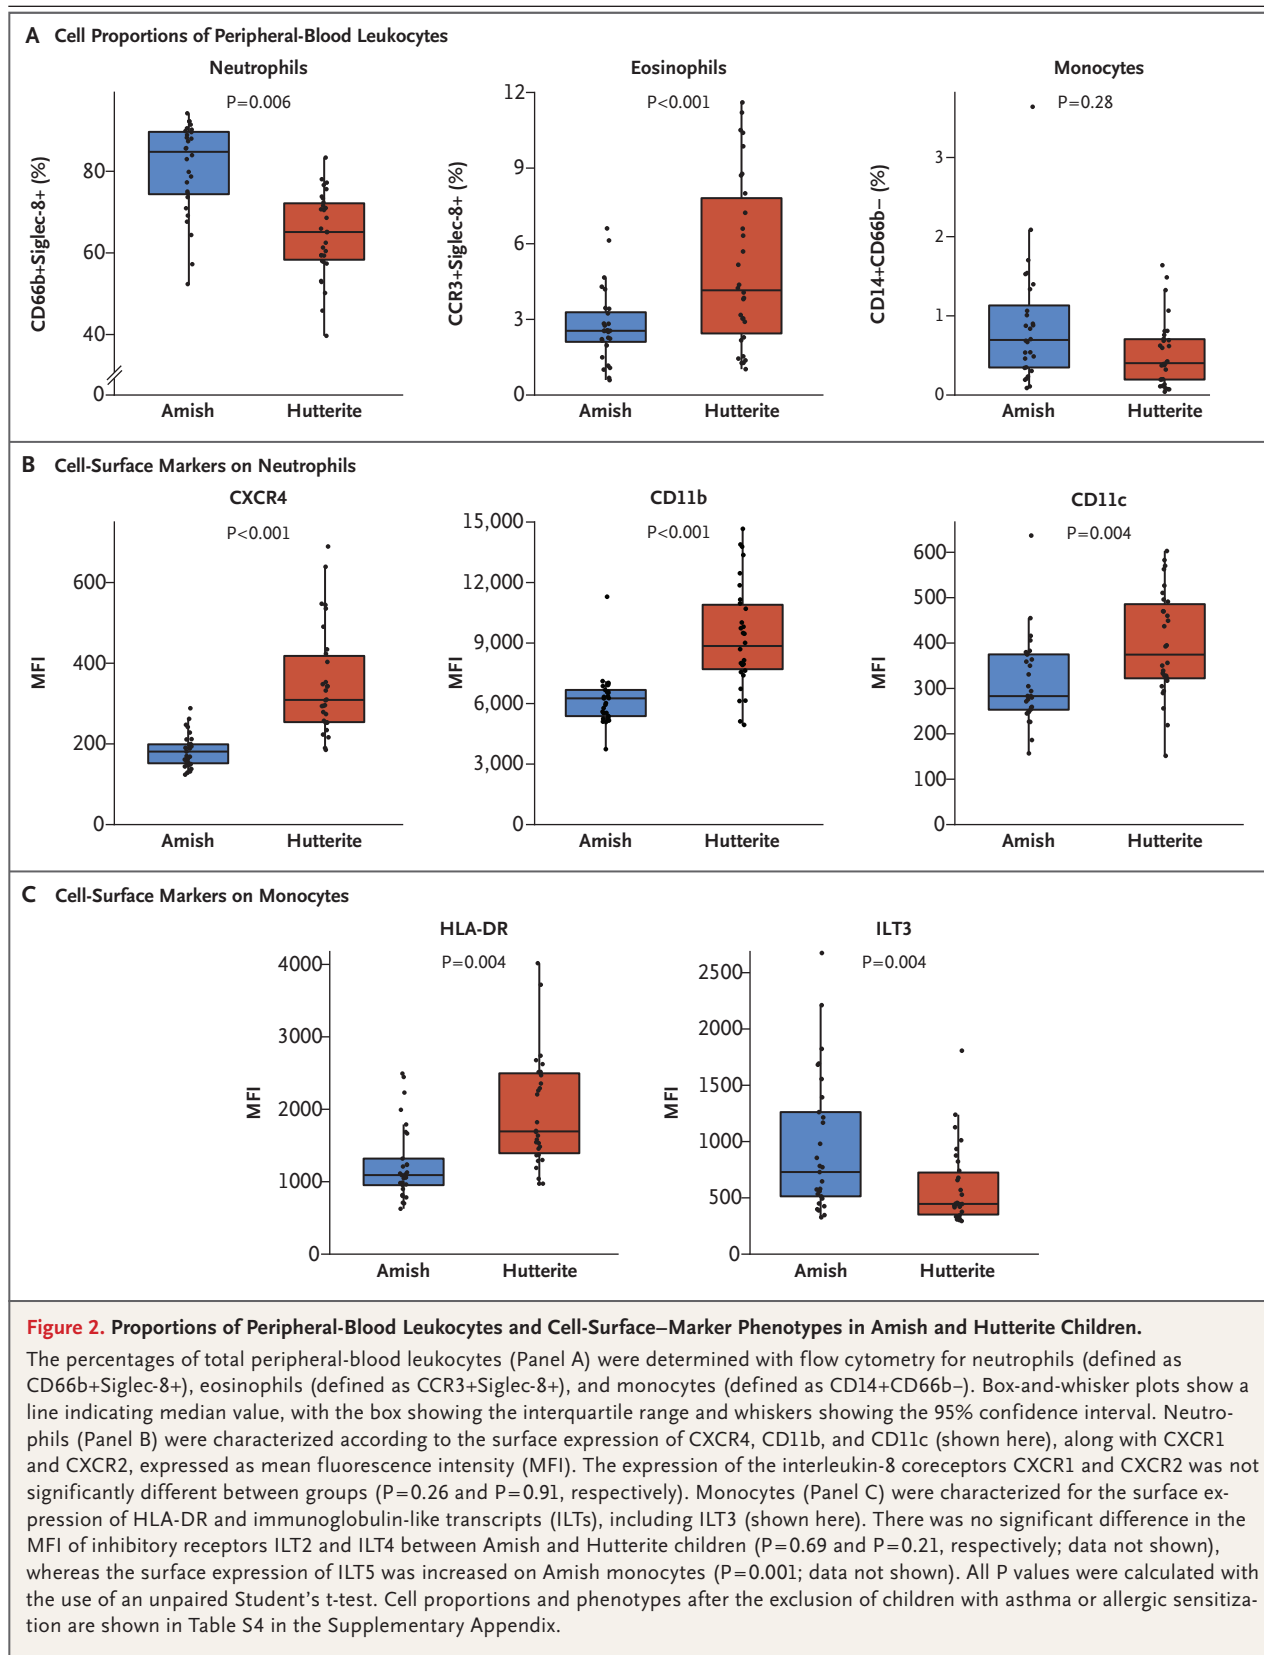 A Cell Proportions of Peripheral-Blood Leukocytes
Neutrophils
P=0.006
CD66b+Siglec-8+ (%)
80
60
40
0
Amish Hutterite
Eosinophils
P<0.001
CCR3+Siglec-8+ (%)
12
9
6
3
0
Amish Hutterite
Monocytes
P=0.28
CD14+CD66b− (%)
3
2
1
0
Amish Hutterite
B Cell-Surface Markers on Neutrophils
CXCR4
P<0.001
MFI
600
400
200
0
Amish Hutterite
CD11b
P<0.001
MFI
15,000
12,000
9,000
6,000
3,000
0
Amish Hutterite
CD11c
P=0.004
MFI
600
500
400
300
200
100
0
Amish Hutterite
C Cell-Surface Markers on Monocytes
HLA-DR
P=0.004
MFI
4000
3000
2000
1000
0
Amish Hutterite
ILT3
P=0.004
MFI
2500
2000
1500
1000
500
0
Amish Hutterite
Figure 2. Proportions of Peripheral-Blood Leukocytes and Cell-Surface–Marker Phenotypes in Amish and Hutterite Children.
The percentages of total peripheral-blood leukocytes (Panel A) were determined with flow cytometry for neutrophils (defined as
CD66b+Siglec-8+), eosinophils (defined as CCR3+Siglec-8+), and monocytes (defined as CD14+CD66b−). Box-and-whisker plots show a
line indicating median value, with the box showing the interquartile range and whiskers showing the 95% confidence interval. Neutro-
phils (Panel B) were characterized according to the surface expression of CXCR4, CD11b, and CD11c (shown here), along with CXCR1
and CXCR2, expressed as mean fluorescence intensity (MFI). The expression of the interleukin-8 coreceptors CXCR1 and CXCR2 was not
significantly different between groups (P=0.26 and P=0.91, respectively). Monocytes (Panel C) were characterized for the surface ex-
pression of HLA-DR and immunoglobulin-like transcripts (ILTs), including ILT3 (shown here). There was no significant difference in the
MFI of inhibitory receptors ILT2 and ILT4 between Amish and Hutterite children (P=0.69 and P=0.21, respectively; data not shown),
whereas the surface expression of ILT5 was increased on Amish monocytes (P=0.001; data not shown). All P values were calculated with
the use of an unpaired Student's t-test. Cell proportions and phenotypes after the exclusion of children with asthma or allergic sensitiza-
tion are shown in Table S4 in the Supplementary Appendix.